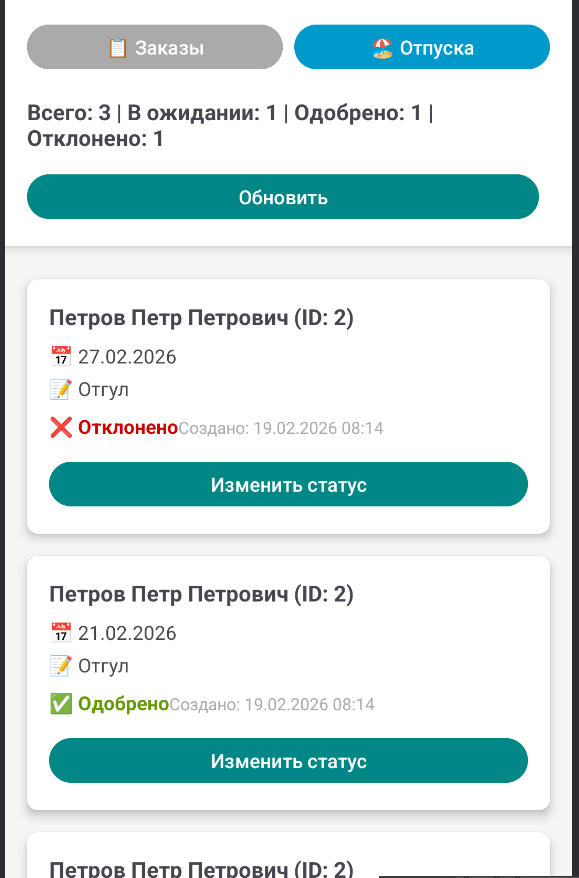 📋 Заказы
🏖️ Отпуска
Всего: 3 | В ожидании: 1 | Одобрено: 1 |
Отклонено: 1
Обновить
Петров Петр Петрович (ID: 2)
📅 27.02.2026
📝 Отгул
❌ ОтклоненоСоздано: 19.02.2026 08:14
Изменить статус
Петров Петр Петрович (ID: 2)
📅 21.02.2026
📝 Отгул
✅ ОдобреноСоздано: 19.02.2026 08:14
Изменить статус
Петров Петр Петрович (ID: 2)